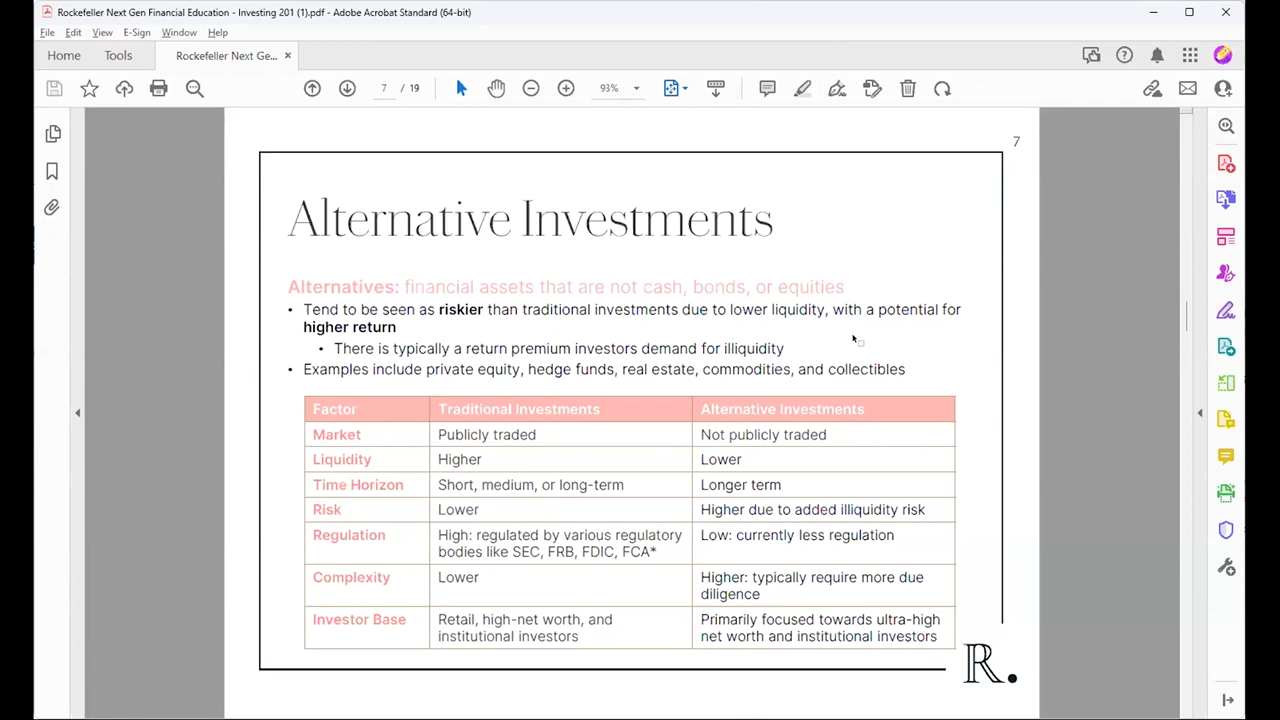 Rockefeller Next Gen Financial Education - Investing 201 (1).pdf - Adobe Acrobat Standard (64-bit)
File Edit View E-Sign Window Help
Home Tools Rockefeller Next Ge... ×
7 / 19 93%
7
Alternative Investments
Alternatives: financial assets that are not cash, bonds, or equities
• Tend to be seen as riskier than traditional investments due to lower liquidity, with a potential for
higher return
• There is typically a return premium investors demand for illiquidity
• Examples include private equity, hedge funds, real estate, commodities, and collectibles
Factor Traditional Investments Alternative Investments
Market Publicly traded Not publicly traded
Liquidity Higher Lower
Time Horizon Short, medium, or long-term Longer term
Risk Lower Higher due to added illiquidity risk
Regulation High: regulated by various regulatory Low: currently less regulation
bodies like SEC, FRB, FDIC, FCA*
Complexity Lower Higher: typically require more due
diligence
Investor Base Retail, high-net worth, and Primarily focused towards ultra-high
institutional investors net worth and institutional investors
R.